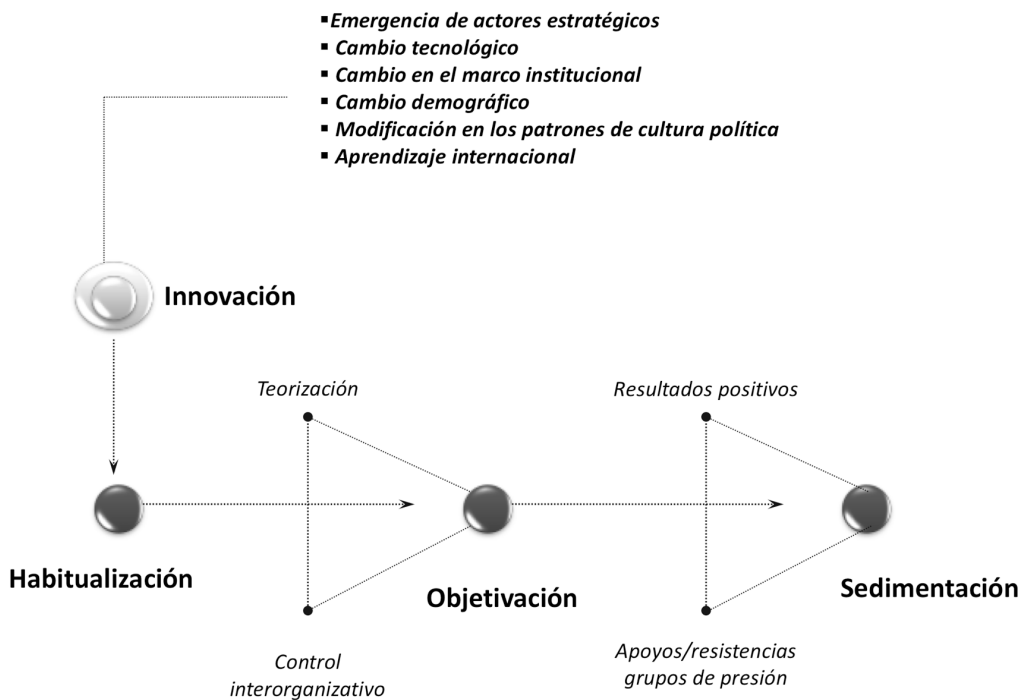 ▪Emergencia de actores estratégicos
▪ Cambio tecnológico
▪ Cambio en el marco institucional
▪ Cambio demográfico
▪ Modificación en los patrones de cultura política
▪ Aprendizaje internacional
Innovación
Teorización
Resultados positivos
Habitualización
Objetivación
Sedimentación
Control
interorganizativo
Apoyos/resistencias
grupos de presión